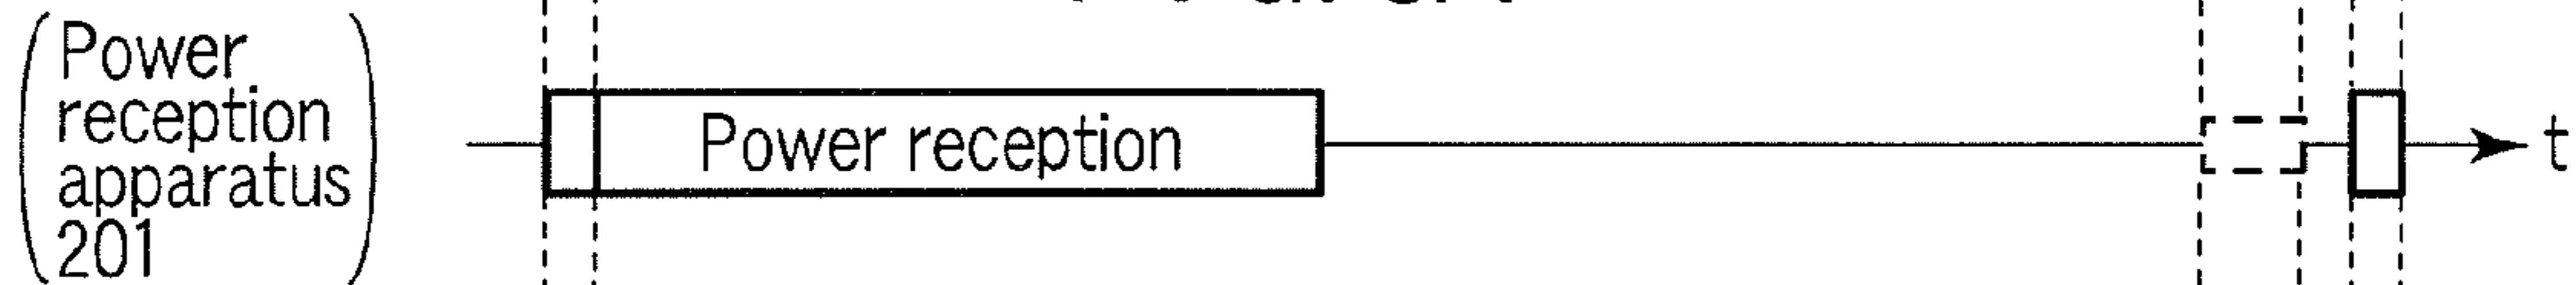 Power
reception
apparatus
201
Power reception
t